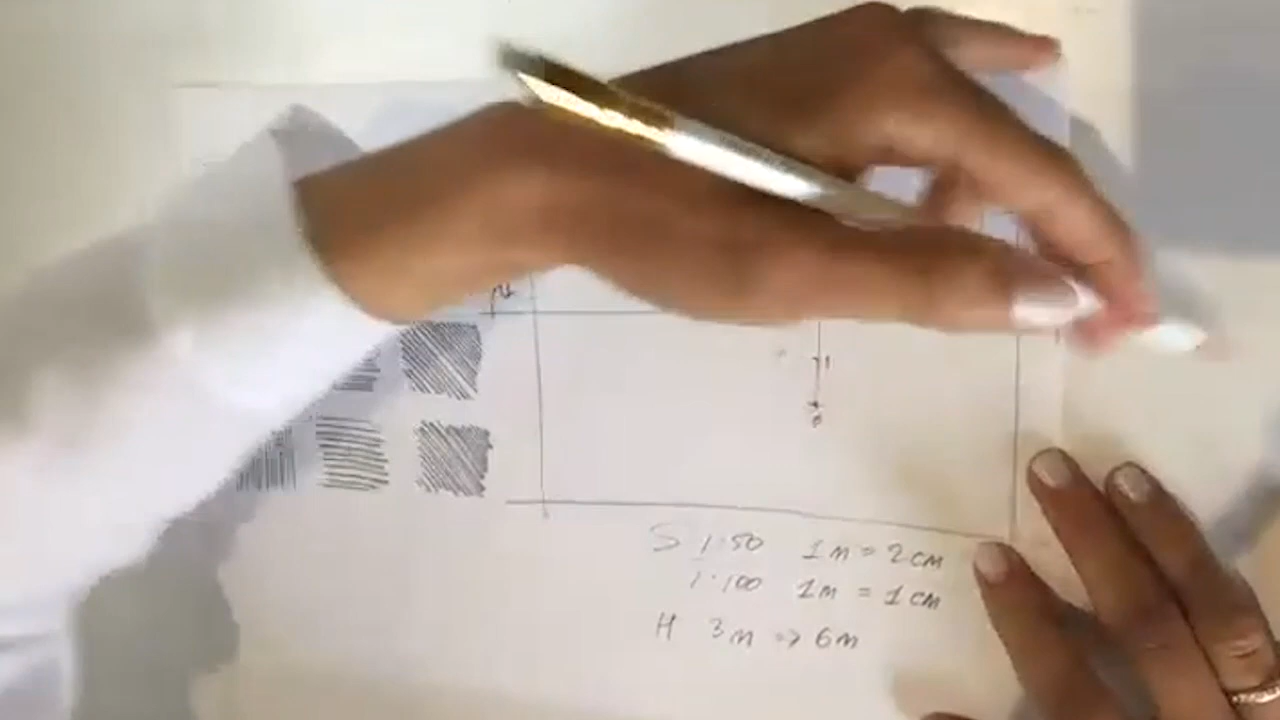 S 1:50 1m = 2cm
1:100 1m = 1cm
H 3m => 6m